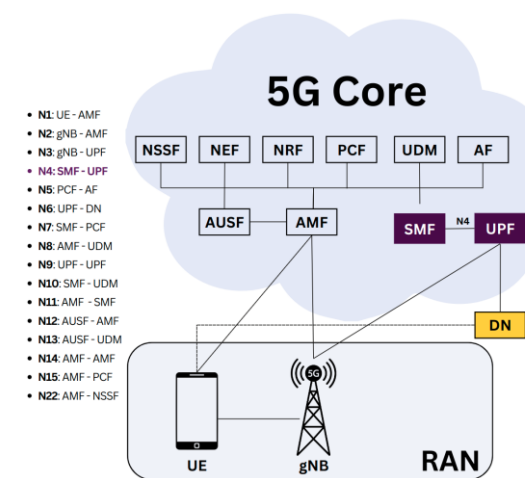 5G Core
• N1: UE - AMF
• N2: gNB - AMF
• N3: gNB - UPF
• N4: SMF - UPF
• N5: PCF - AF
• N6: UPF - DN
• N7: SMF - PCF
• N8: AMF - UDM
• N9: UPF - UPF
• N10: SMF - UDM
• N11: AMF - SMF
• N12: AUSF - AMF
• N13: AUSF - UDM
• N14: AMF - AMF
• N15: AMF - PCF
• N22: AMF - NSSF
NSSF NEF NRF PCF UDM AF
AUSF AMF SMF N4 UPF
DN
5G
UE gNB RAN